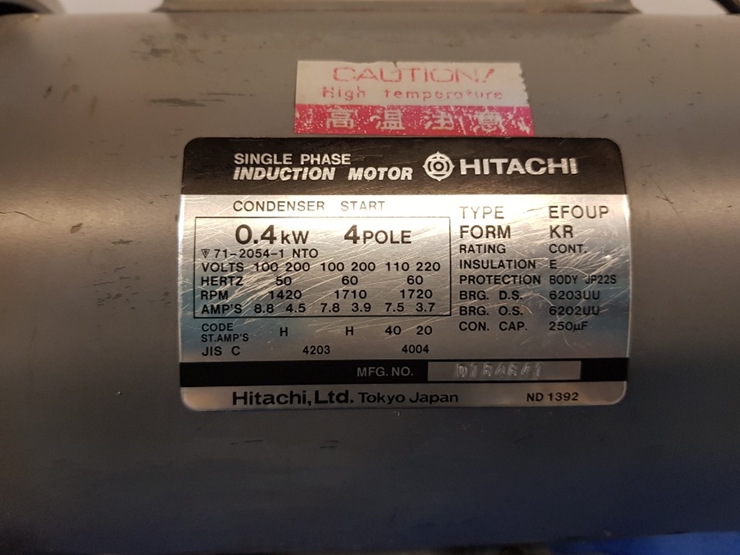 CAUTION!
High temperature
高温注意
SINGLE PHASE
INDUCTION MOTOR HITACHI
CONDENSER START
0.4kW 4POLE
71-2054-1 NTO
VOLTS 100 200 100 200 110 220
HERTZ 50 60 60
RPM 1420 1710 1720
AMP'S 8.8 4.5 7.8 3.9 7.5 3.7
CODE H H 40 20
ST.AMP'S
JIS C 4203 4004
TYPE EFOUP
FORM KR
RATING CONT.
INSULATION E
PROTECTION BODY JP22S
BRG. D.S. 6203UU
BRG. O.S. 6202UU
CON. CAP. 250μF
MFG. NO.
Hitachi, Ltd. Tokyo Japan ND 1392